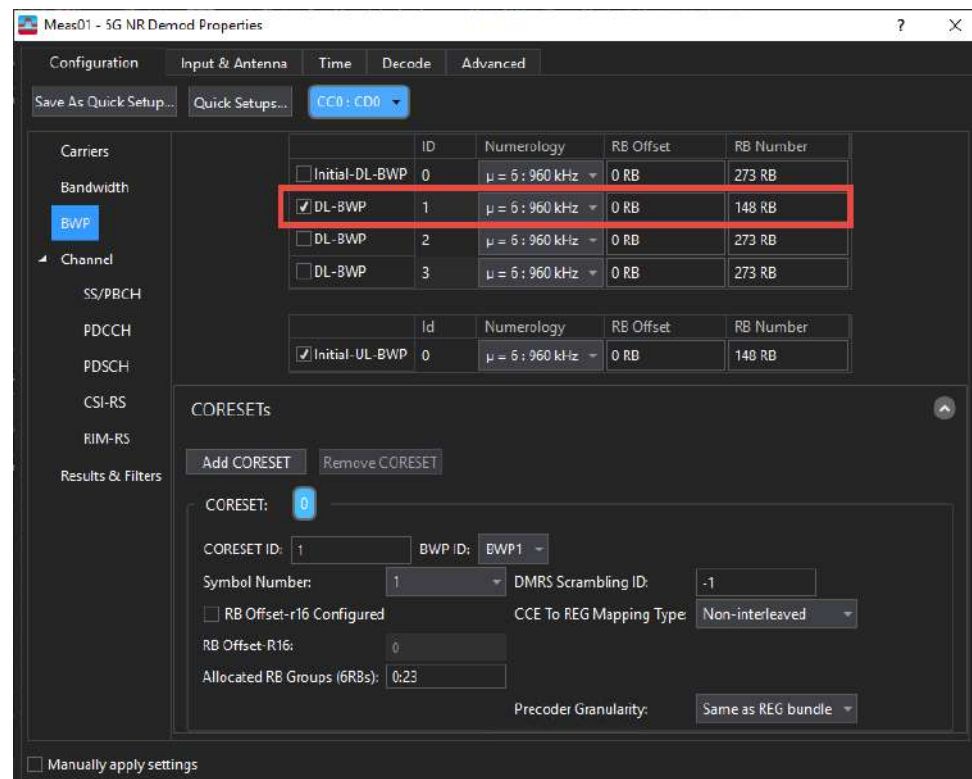 Meas01 - 5G NR Demod Properties ? X
Configuration Input & Antenna Time Decode Advanced
Save As Quick Setup... Quick Setups... CC0 : CD0
Carriers
Bandwidth
BWP
Channel
SS/PBCH
PDCCH
PDSCH
CSI-RS
RIM-RS
Results & Filters
ID Numerology RB Offset RB Number
Initial-DL-BWP 0 µ = 6 : 960 kHz 0 RB 273 RB
DL-BWP 1 µ = 6 : 960 kHz 0 RB 148 RB
DL-BWP 2 µ = 6 : 960 kHz 0 RB 273 RB
DL-BWP 3 µ = 6 : 960 kHz 0 RB 273 RB
Id Numerology RB Offset RB Number
Initial-UL-BWP 0 µ = 6 : 960 kHz 0 RB 148 RB
CORESETs
Add CORESET Remove CORESET
CORESET: 0
CORESET ID: 1 BWP ID: BWP1
Symbol Number: 1 DMRS Scrambling ID: -1
RB Offset-r16 Configured CCE To REG Mapping Type: Non-interleaved
RB Offset-R16: 0
Allocated RB Groups (6RBs): 0:23
Precoder Granularity: Same as REG bundle
Manually apply settings